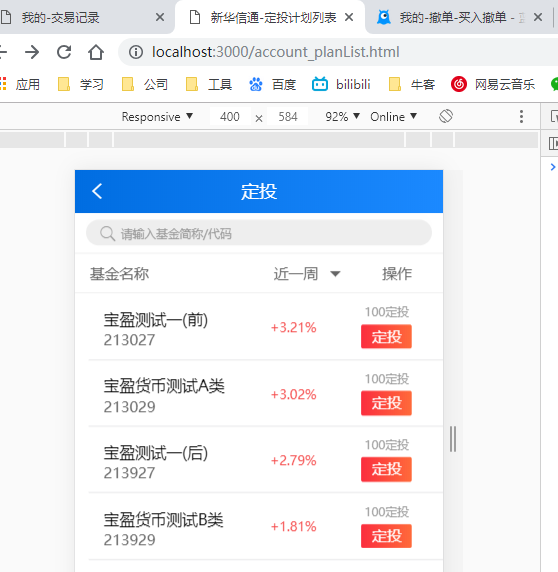 我的-交易记录
新华信通-定投计划列表
我的-撤单-买入撤单 -
localhost:3000/account_planList.html
应用
学习
公司
工具
百度
bilibili
牛客
网易云音乐
Responsive
400
×
584
92%
Online
定投
请输入基金简称/代码
基金名称
近一周
操作
宝盈测试一(前)
213027
+3.21%
100定投
定投
宝盈货币测试A类
213029
+3.02%
100定投
定投
宝盈测试一(后)
213927
+2.79%
100定投
定投
宝盈货币测试B类
213929
+1.81%
100定投
定投